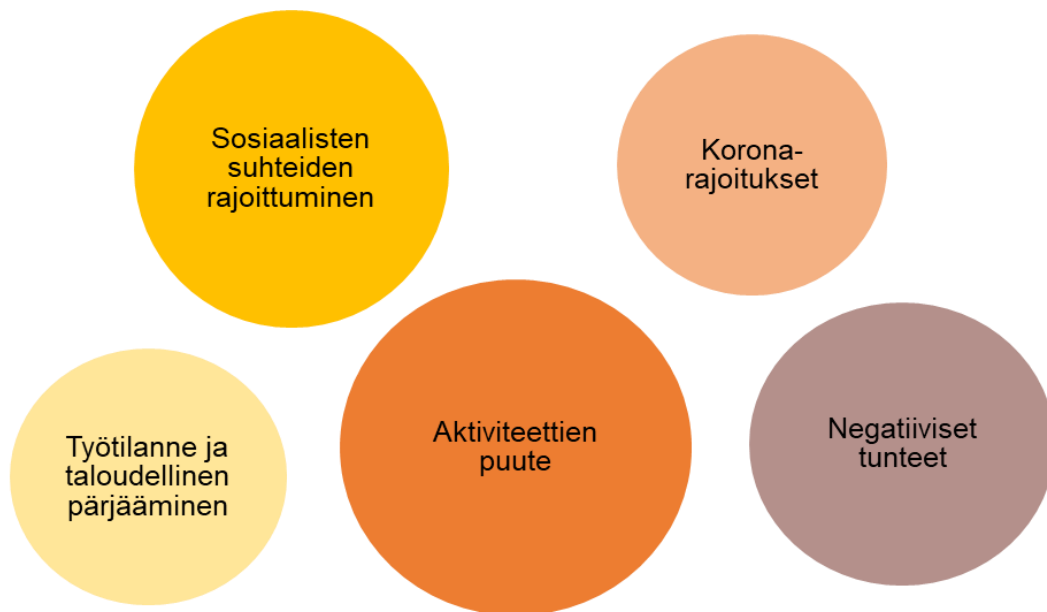 Sosiaalisten
suhteiden
rajoittuminen
Korona-
rajoitukset
Työtilanne ja
taloudellinen
pärjääminen
Aktiviteettien
puute
Negatiiviset
tunteet